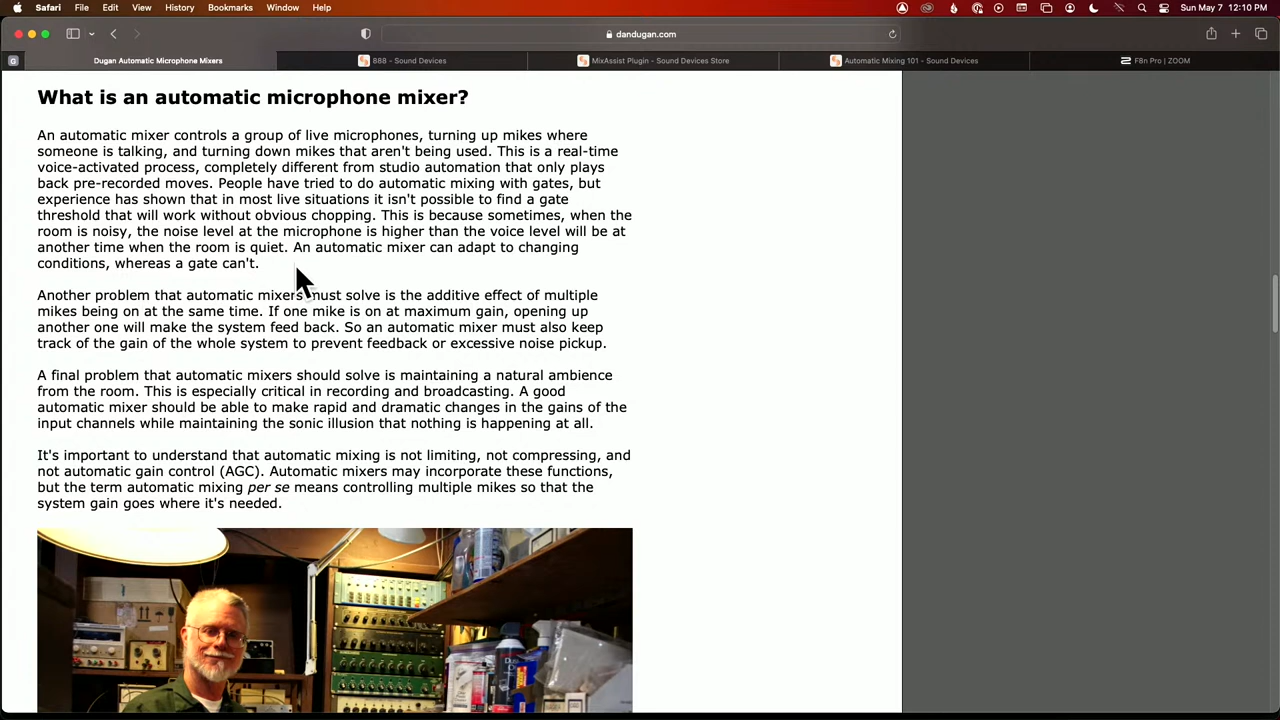 Safari File Edit View History Bookmarks Window Help Sun May 7 12:10 PM
dandugan.com
G Dugan Automatic Microphone Mixers 888 - Sound Devices MixAssist Plugin - Sound Devices Store Automatic Mixing 101 - Sound Devices F8n Pro | ZOOM
What is an automatic microphone mixer?
An automatic mixer controls a group of live microphones, turning up mikes where
someone is talking, and turning down mikes that aren't being used. This is a real-time
voice-activated process, completely different from studio automation that only plays
back pre-recorded moves. People have tried to do automatic mixing with gates, but
experience has shown that in most live situations it isn't possible to find a gate
threshold that will work without obvious chopping. This is because sometimes, when the
room is noisy, the noise level at the microphone is higher than the voice level will be at
another time when the room is quiet. An automatic mixer can adapt to changing
conditions, whereas a gate can't.
Another problem that automatic mixers must solve is the additive effect of multiple
mikes being on at the same time. If one mike is on at maximum gain, opening up
another one will make the system feed back. So an automatic mixer must also keep
track of the gain of the whole system to prevent feedback or excessive noise pickup.
A final problem that automatic mixers should solve is maintaining a natural ambience
from the room. This is especially critical in recording and broadcasting. A good
automatic mixer should be able to make rapid and dramatic changes in the gains of the
input channels while maintaining the sonic illusion that nothing is happening at all.
It's important to understand that automatic mixing is not limiting, not compressing, and
not automatic gain control (AGC). Automatic mixers may incorporate these functions,
but the term automatic mixing per se means controlling multiple mikes so that the
system gain goes where it's needed.